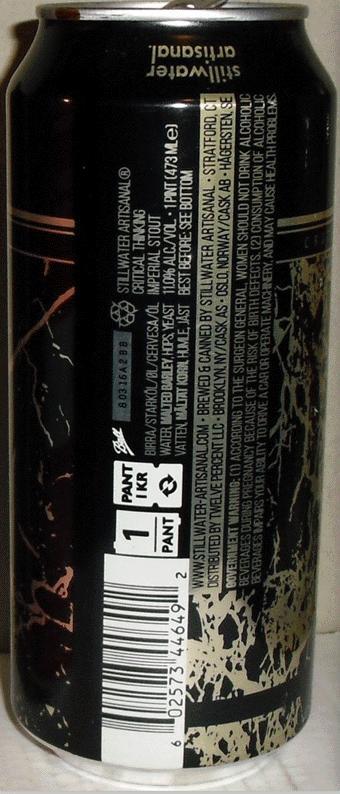 stillwater
artisanal.
STILLWATER ARTISANAL®
CRITICAL THINKING
IMPERIAL STOUT
11.0% ALC/VOL • 1 PINT (473 MLe)
BEST BEFORE: SEE BOTTOM
80316A2BB
BIRRA/STARKÖL/ØL/CERVESA/ÖL
WATER, MALTED BARLEY, HOPS, YEAST
VATTEN, MÄLTAT KORN, HUMLE, JÄST
Ball
PANT
1 KR
1
PANT
WWW.STILLWATER-ARTISANAL.COM • BREWED & CANNED BY STILLWATER ARTISANAL • STRATFORD, CT
DISTRIBUTED BY TWELVE PERCENT LLC • BROOKLYN, NY/CASK AS • OSLO, NORWAY/CASK AB • HÄGERSTEN, SE
GOVERNMENT WARNING: (1) ACCORDING TO THE SURGEON GENERAL, WOMEN SHOULD NOT DRINK ALCOHOLIC
BEVERAGES DURING PREGNANCY BECAUSE OF THE RISK OF BIRTH DEFECTS. (2) CONSUMPTION OF ALCOHOLIC
BEVERAGES IMPAIRS YOUR ABILITY TO DRIVE A CAR OR OPERATE MACHINERY, AND MAY CAUSE HEALTH PROBLEMS.
6 02573 44649 2